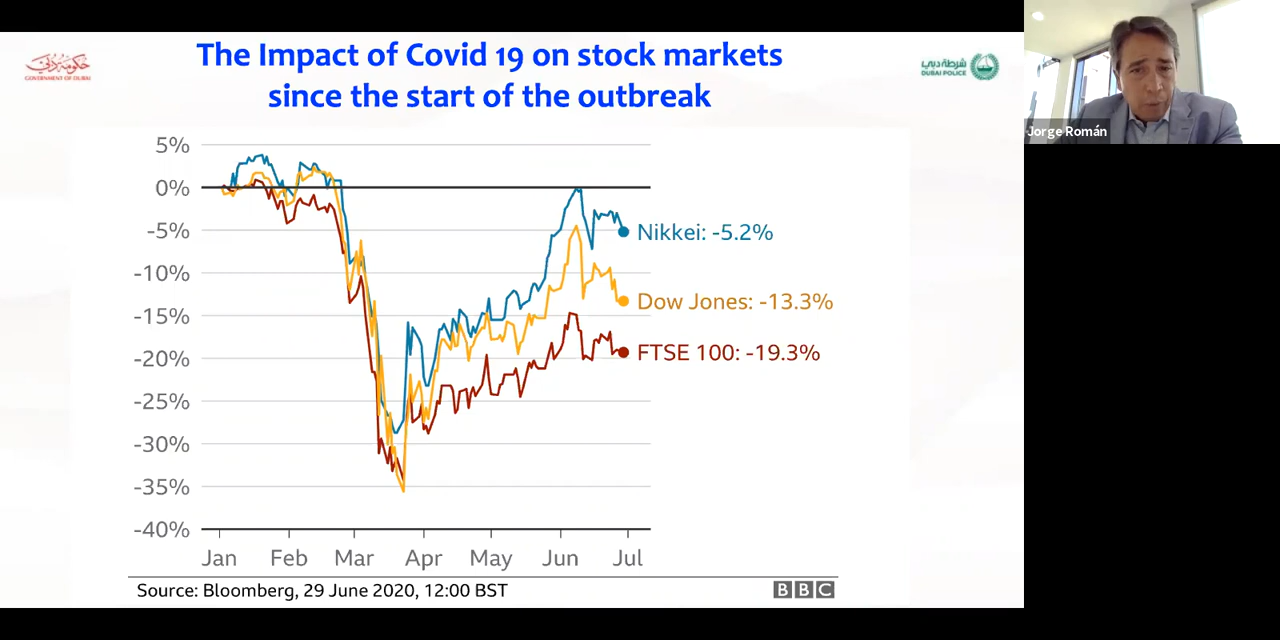 The Impact of Covid 19 on stock markets
since the start of the outbreak
حكومة دبي
GOVERNMENT OF DUBAI
شرطة دبي
DUBAI POLICE
Jorge Román
5%
0%
-5%
-10%
-15%
-20%
-25%
-30%
-35%
-40%
Nikkei: -5.2%
Dow Jones: -13.3%
FTSE 100: -19.3%
Jan Feb Mar Apr May Jun Jul
Source: Bloomberg, 29 June 2020, 12:00 BST
BBC